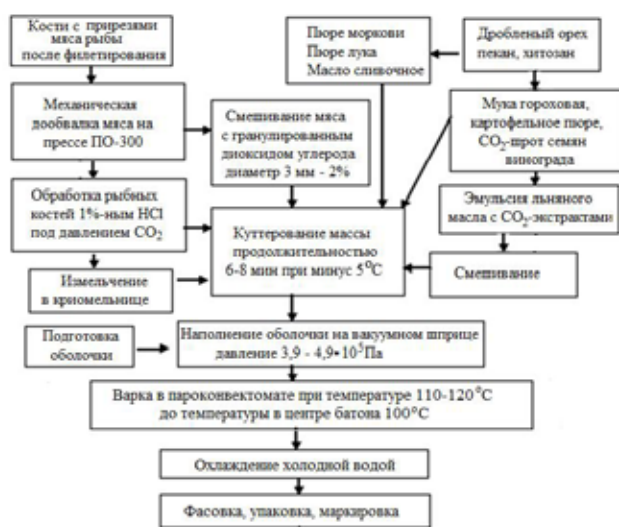 Кости с прирезями
мяса рыбы
после филетирования
Пюре моркови
Пюре лука
Масло сливочное
Дробленый орех
пекан, хитозан
Механическая
дообвалка мяса на
прессе ПО-300
Смешивание мяса
с гранулированным
диоксидом углерода
диаметр 3 мм - 2%
Мука гороховая,
картофельное пюре,
СО₂-шрот семян
винограда
Обработка рыбных
костей 1%-ным HCl
под давлением СО₂
Куттерование массы
продолжительностью
6-8 мин при минус 5°С
Эмульсия льняного
масла с СО₂-экстрактами
Измельчение
в криомельнице
Смешивание
Подготовка
оболочки
Наполнение оболочки на вакуумном шприце
давление 3,9 - 4,9•10⁵Па
Варка в пароконвектомате при температуре 110-120°С
до температуры в центре батона 100°С
Охлаждение холодной водой
Фасовка, упаковка, маркировка